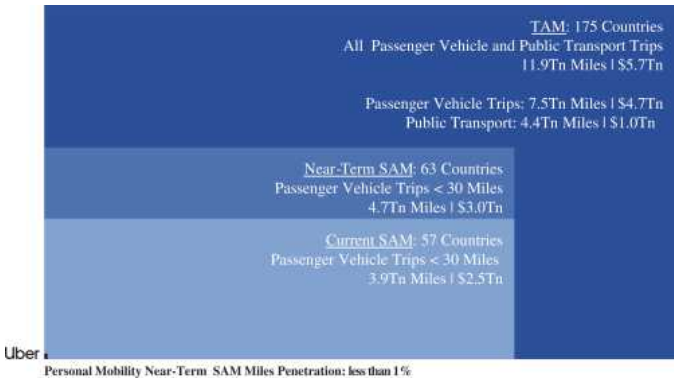 TAM: 175 Countries
All Passenger Vehicle and Public Transport Trips
11.9Tn Miles | $5.7Tn
Passenger Vehicle Trips: 7.5Tn Miles | $4.7Tn
Public Transport: 4.4Tn Miles | $1.0Tn
Near-Term SAM: 63 Countries
Passenger Vehicle Trips < 30 Miles
4.7Tn Miles | $3.0Tn
Current SAM: 57 Countries
Passenger Vehicle Trips < 30 Miles
3.9Tn Miles | $2.5Tn
Uber
Personal Mobility Near-Term SAM Miles Penetration: less than 1%